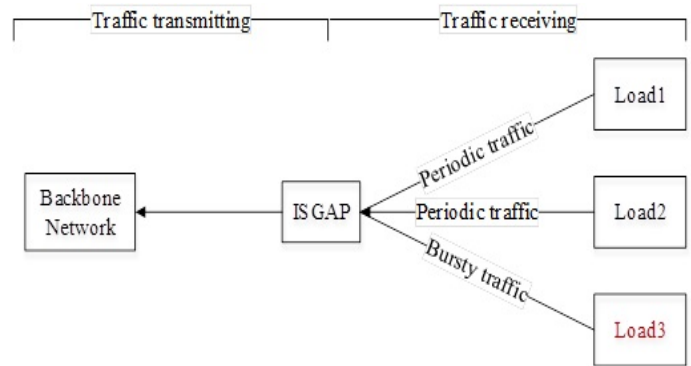 Traffic transmitting
Traffic receiving
Load1
Periodic traffic
Backbone
Network
ISGAP
Periodic traffic
Load2
Bursty traffic
Load3